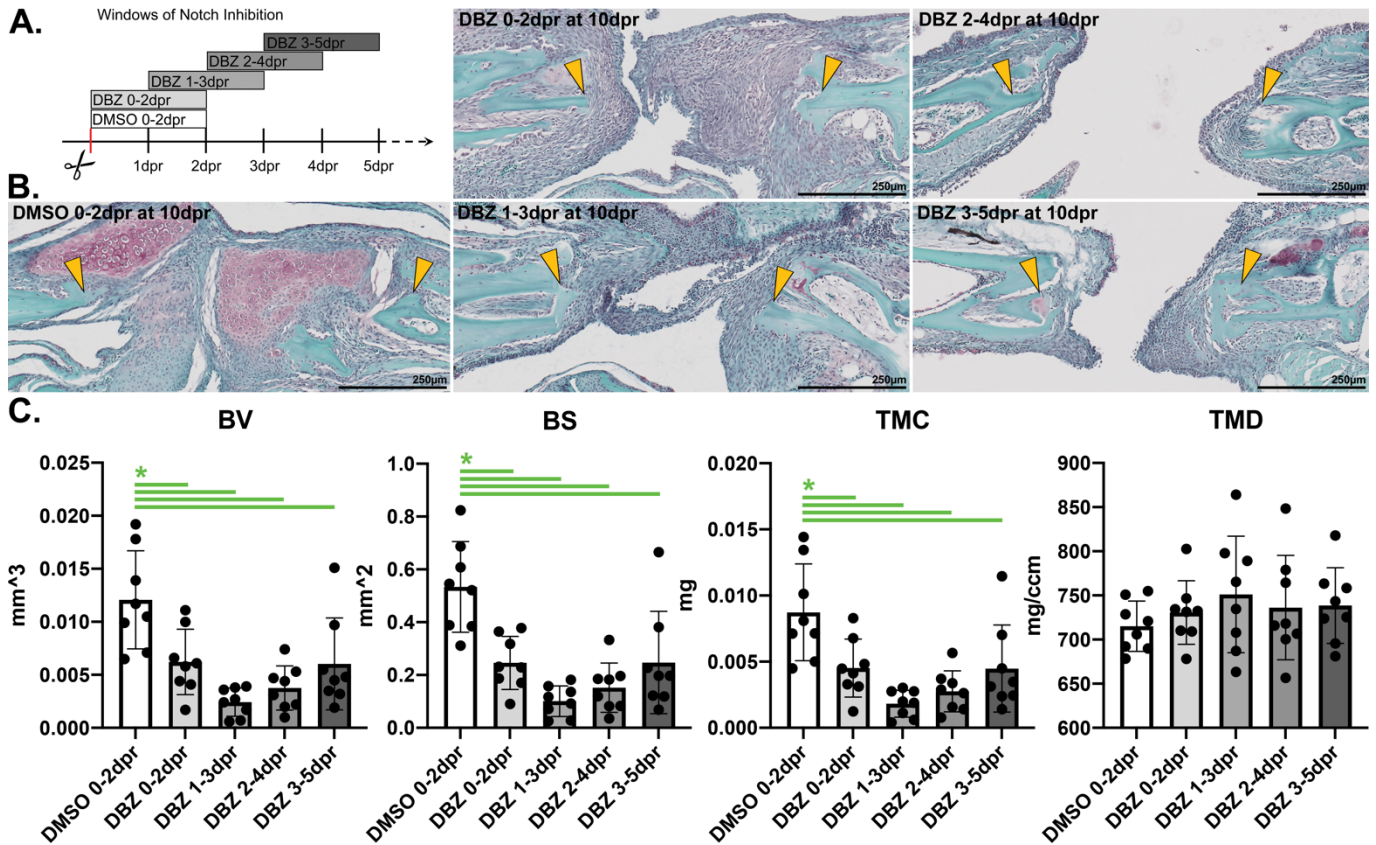 A.
Windows of Notch Inhibition
DBZ 3-5dpr
DBZ 2-4dpr
DBZ 1-3dpr
DBZ 0-2dpr
DMSO 0-2dpr
1dpr 2dpr 3dpr 4dpr 5dpr
DBZ 0-2dpr at 10dpr
250µm
DBZ 2-4dpr at 10dpr
250µm
B.
DMSO 0-2dpr at 10dpr
250µm
DBZ 1-3dpr at 10dpr
250µm
DBZ 3-5dpr at 10dpr
250µm
C.
BV
mm^3
0.025
0.020
0.015
0.010
0.005
0.000
*
DMSO 0-2dpr
DBZ 0-2dpr
DBZ 1-3dpr
DBZ 2-4dpr
DBZ 3-5dpr
BS
mm^2
1.0
0.8
0.6
0.4
0.2
0.0
*
DMSO 0-2dpr
DBZ 0-2dpr
DBZ 1-3dpr
DBZ 2-4dpr
DBZ 3-5dpr
TMC
mg
0.020
0.015
0.010
0.005
0.000
*
DMSO 0-2dpr
DBZ 0-2dpr
DBZ 1-3dpr
DBZ 2-4dpr
DBZ 3-5dpr
TMD
mg/ccm
900
850
800
750
700
650
600
DMSO 0-2dpr
DBZ 0-2dpr
DBZ 1-3dpr
DBZ 2-4dpr
DBZ 3-5dpr